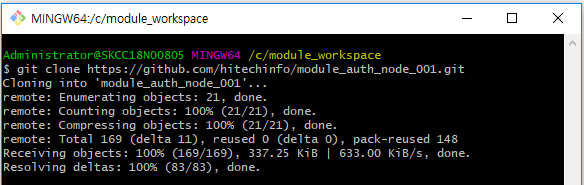 MINGW64:/c/module_workspace
Administrator@SKCC18N00805 MINGW64 /c/module_workspace
$ git clone https://github.com/hitechinfo/module_auth_node_001.git
Cloning into 'module_auth_node_001'...
remote: Enumerating objects: 21, done.
remote: Counting objects: 100% (21/21), done.
remote: Compressing objects: 100% (21/21), done.
remote: Total 169 (delta 11), reused 0 (delta 0), pack-reused 148
Receiving objects: 100% (169/169), 337.25 KiB | 633.00 KiB/s, done.
Resolving deltas: 100% (83/83), done.